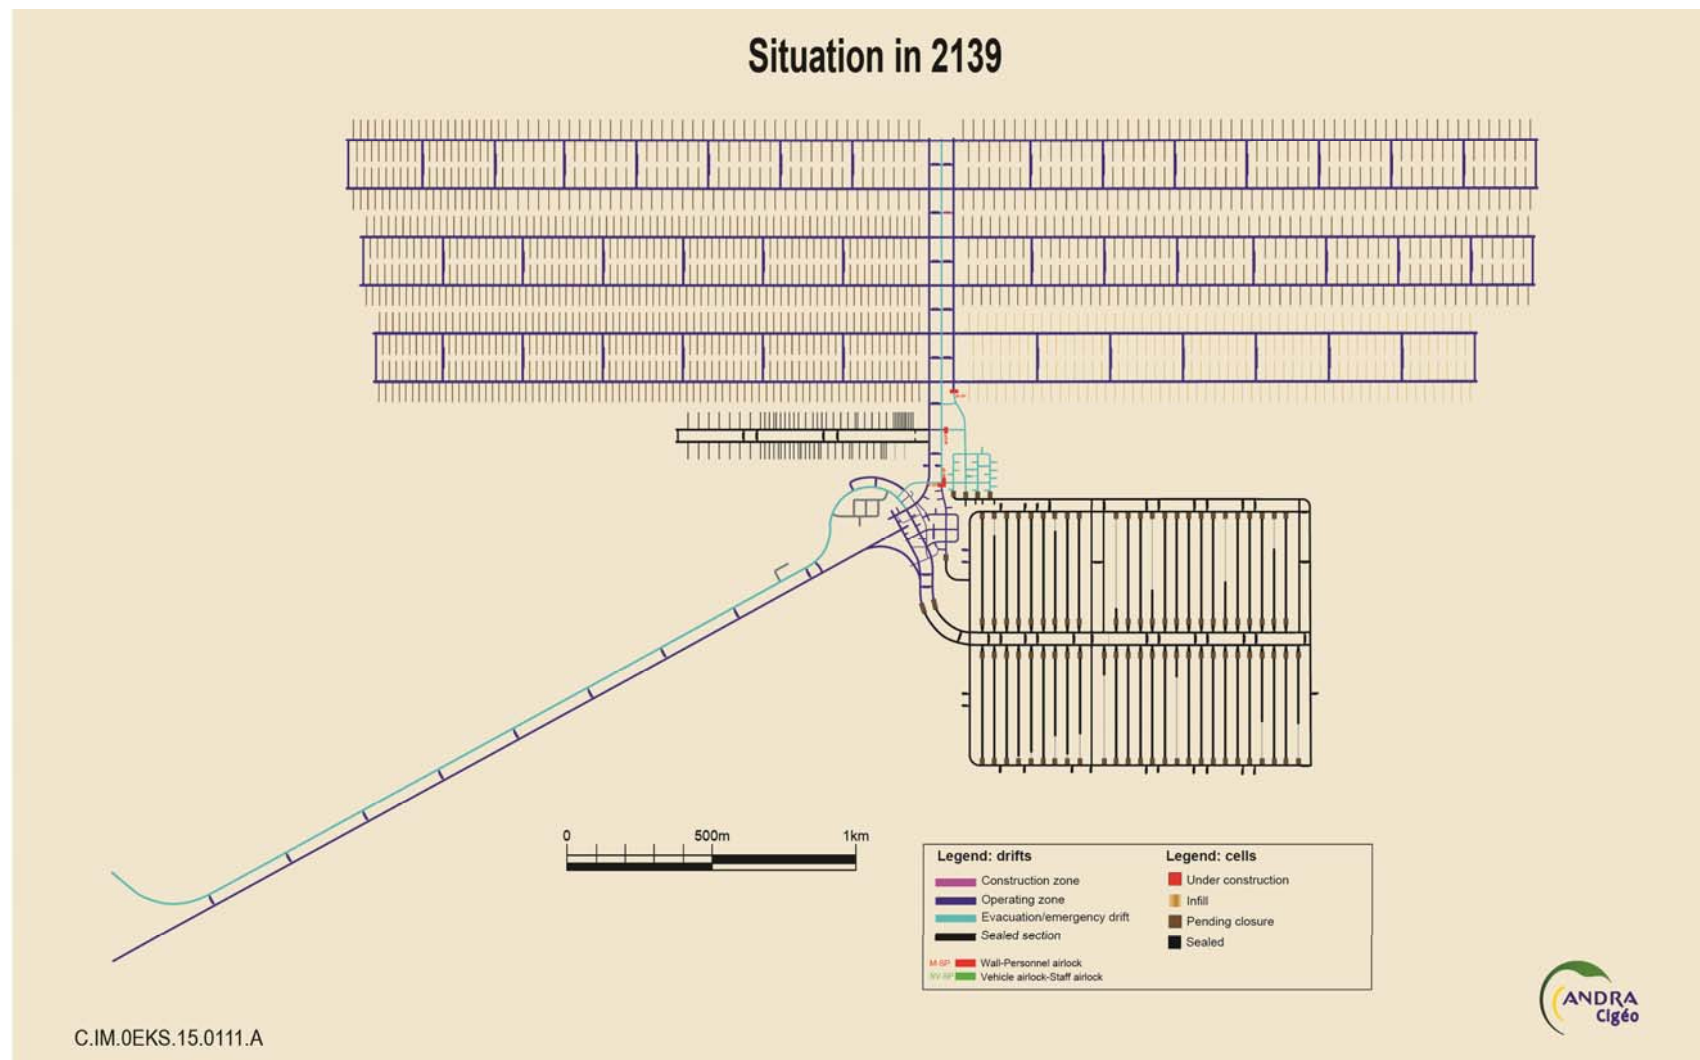 Situation in 2139
0 500m 1km
Legend: drifts
Construction zone
Operating zone
Evacuation/emergency drift
Sealed section
M-SP Wall-Personnel airlock
Vehicle airlock-Staff airlock
Legend: cells
Under construction
Infill
Pending closure
Sealed
C.IM.0EKS.15.0111.A
ANDRA
Cigéo